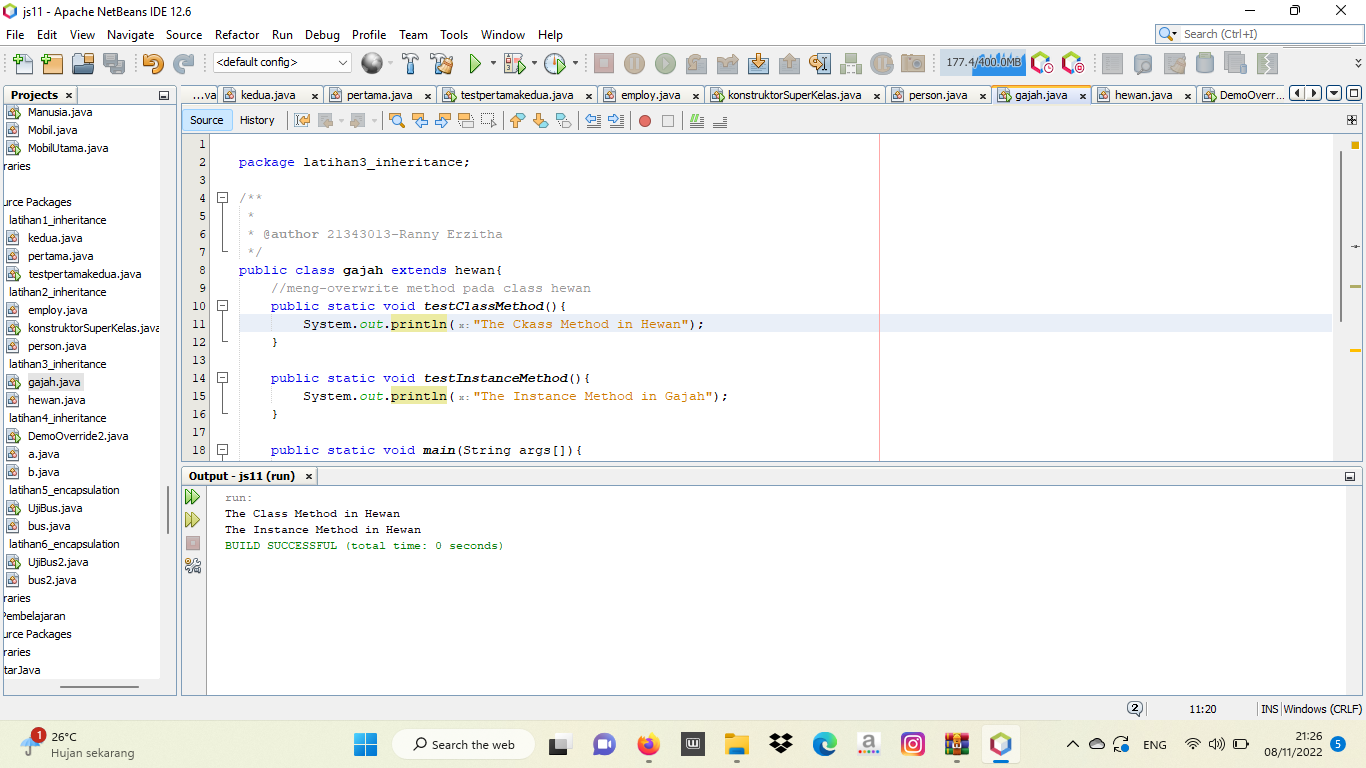 js11 - Apache NetBeans IDE 12.6
File Edit View Navigate Source Refactor Run Debug Profile Team Tools Window Help
Search (Ctrl+I)
<default config>
177.4/400.0MB
Projects
...va kedua.java pertama.java testpertamakedua.java employ.java konstruktorSuperKelas.java person.java gajah.java hewan.java DemoOverr...
Source History
Manusia.java
Mobil.java
MobilUtama.java
raries
urce Packages
latihan1_inheritance
kedua.java
pertama.java
testpertamakedua.java
latihan2_inheritance
employ.java
konstruktorSuperKelas.java
person.java
latihan3_inheritance
gajah.java
hewan.java
latihan4_inheritance
DemoOverride2.java
a.java
b.java
latihan5_encapsulation
UjiBus.java
bus.java
latihan6_encapsulation
UjiBus2.java
bus2.java
raries
Pembelajaran
urce Packages
raries
tarJava
1
2 package latihan3_inheritance;
3
4 /**
5 *
6 * @author 21343013-Ranny Erzitha
7 */
8 public class gajah extends hewan{
9 //meng-overwrite method pada class hewan
10 public static void testClassMethod(){
11 System.out.println(x:"The Ckass Method in Hewan");
12 }
13
14 public static void testInstanceMethod(){
15 System.out.println(x:"The Instance Method in Gajah");
16 }
17
18 public static void main(String args[]){
Output - js11 (run)
run:
The Class Method in Hewan
The Instance Method in Hewan
BUILD SUCCESSFUL (total time: 0 seconds)
2 11:20 INS Windows (CRLF)
1
26°C
Hujan sekarang
Search the web
ENG
21:26
08/11/2022
5